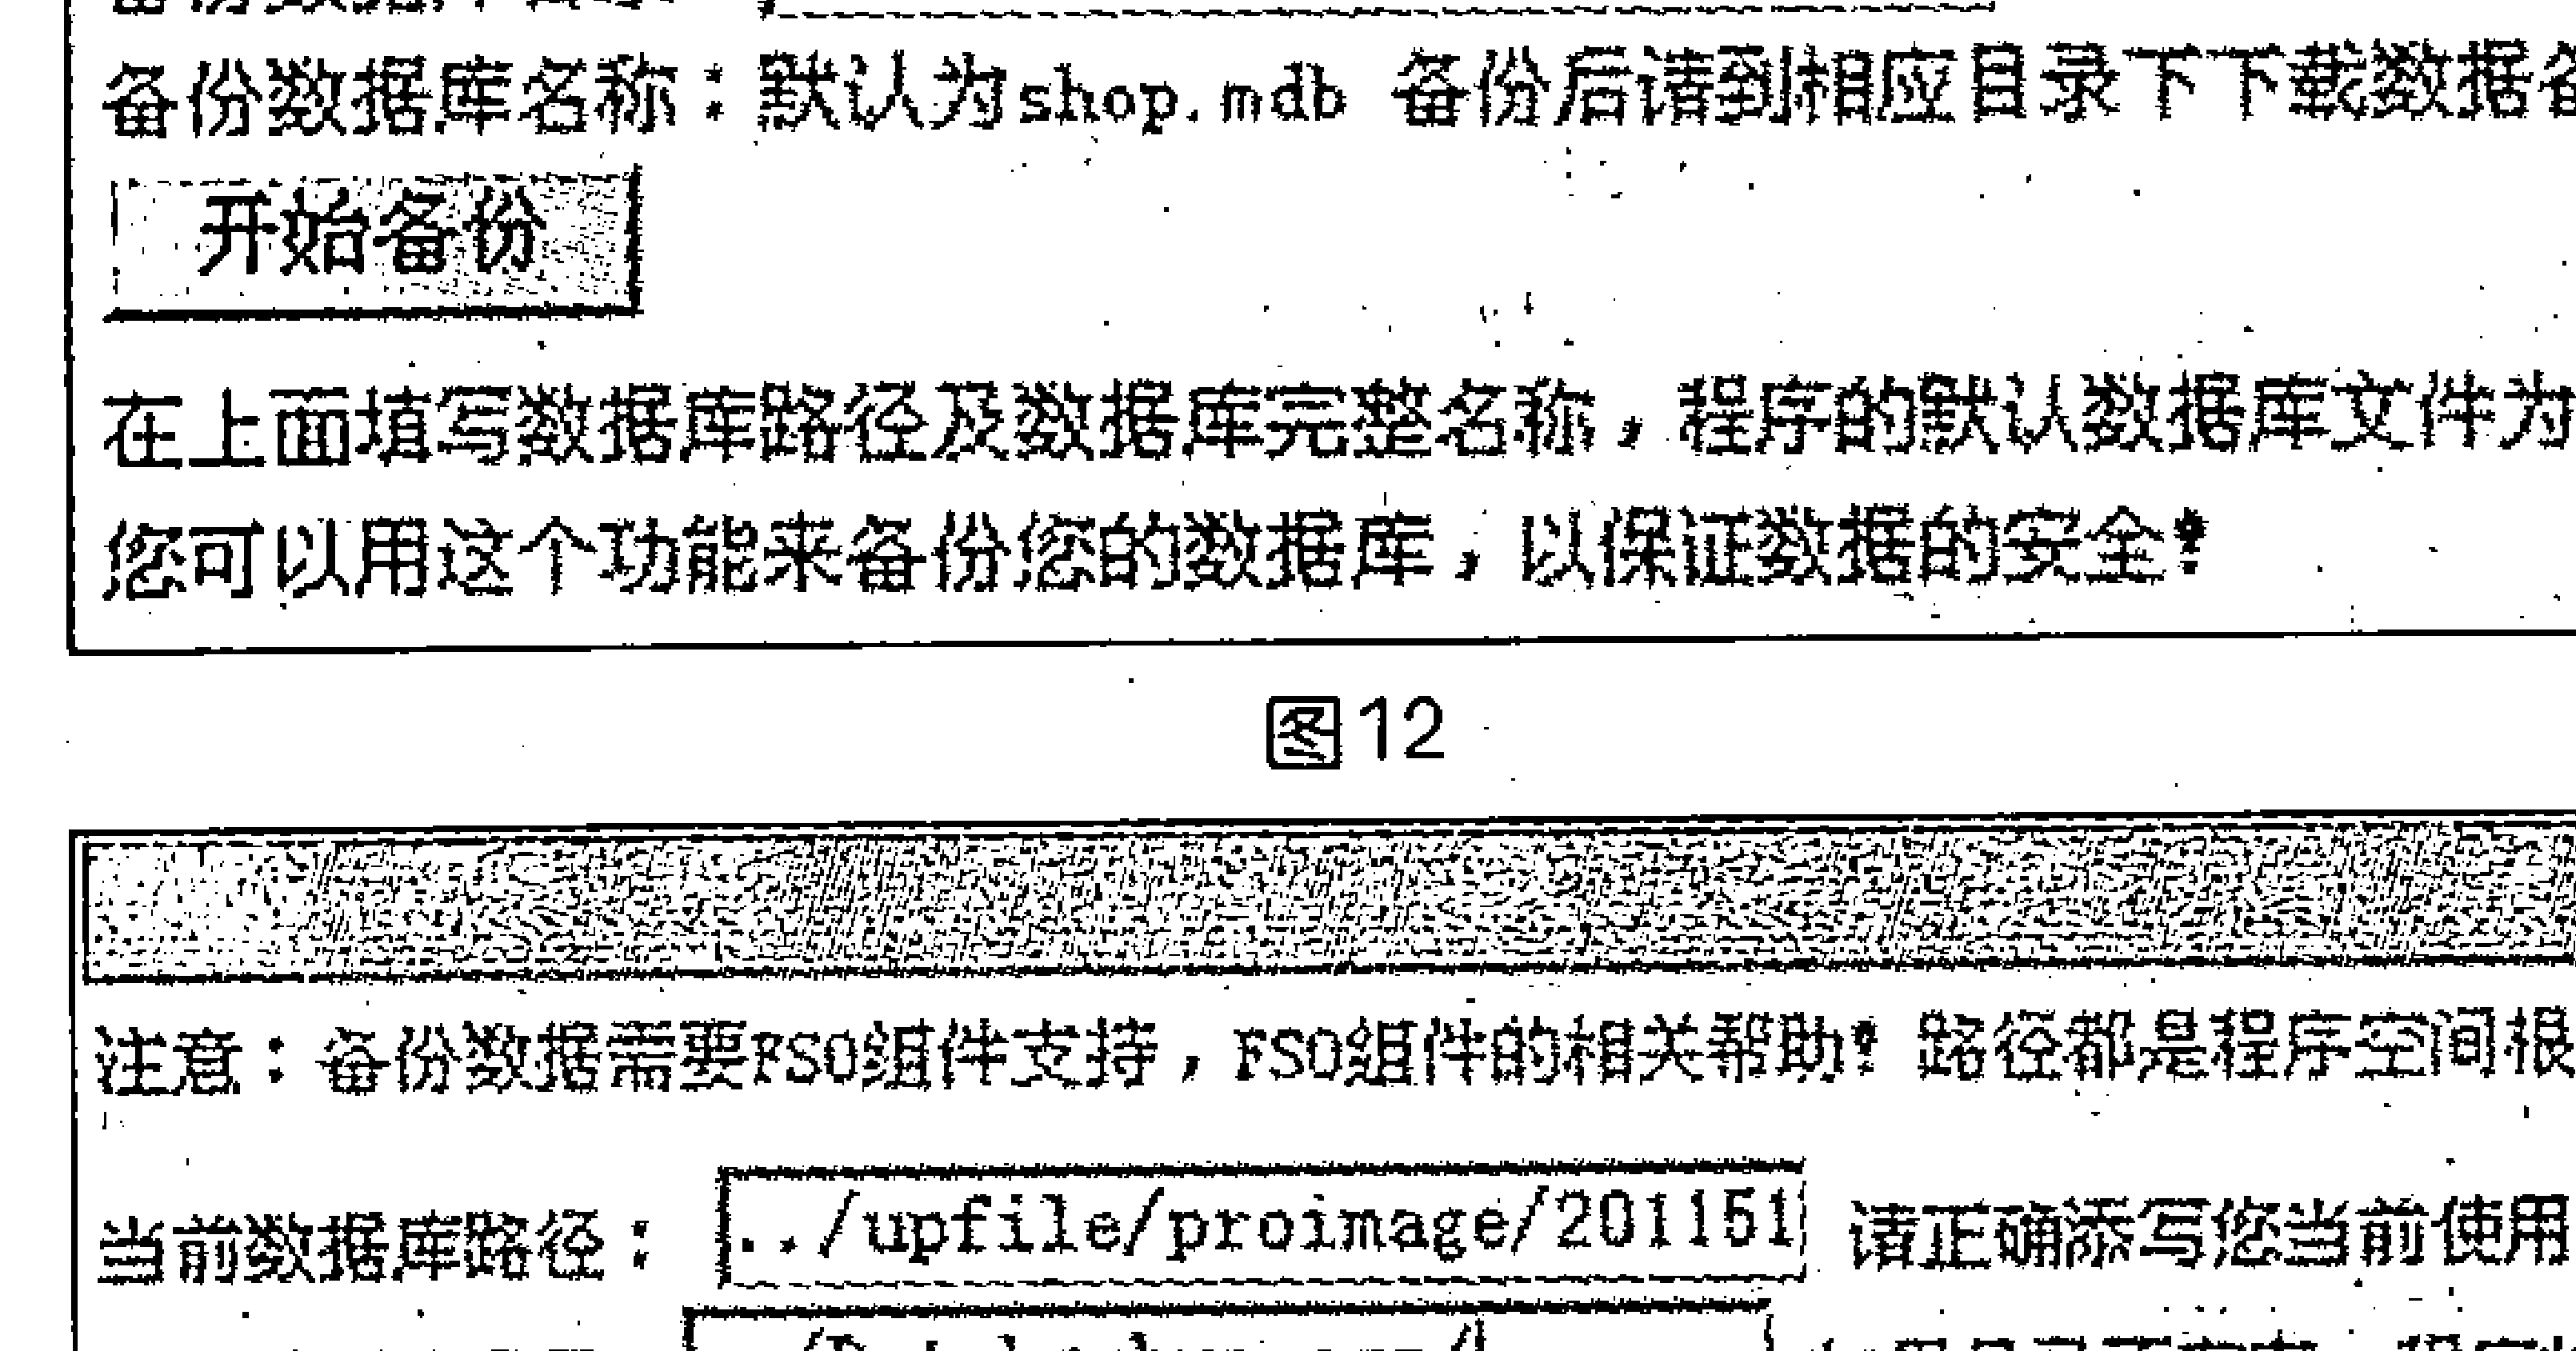 备份数据库名称：默认为shop.mdb 备份后请到相应目录下下载数据备
开始备份
在上面填写数据库路径及数据库完整名称，程序的默认数据库文件为
您可以用这个功能来备份您的数据库，以保证数据的安全！
图12
注意：备份数据需要FSO组件支持，FSO组件的相关帮助！路径都是程序空间根
当前数据库路径：../upfile/proimage/201151 请正确添写您当前使用